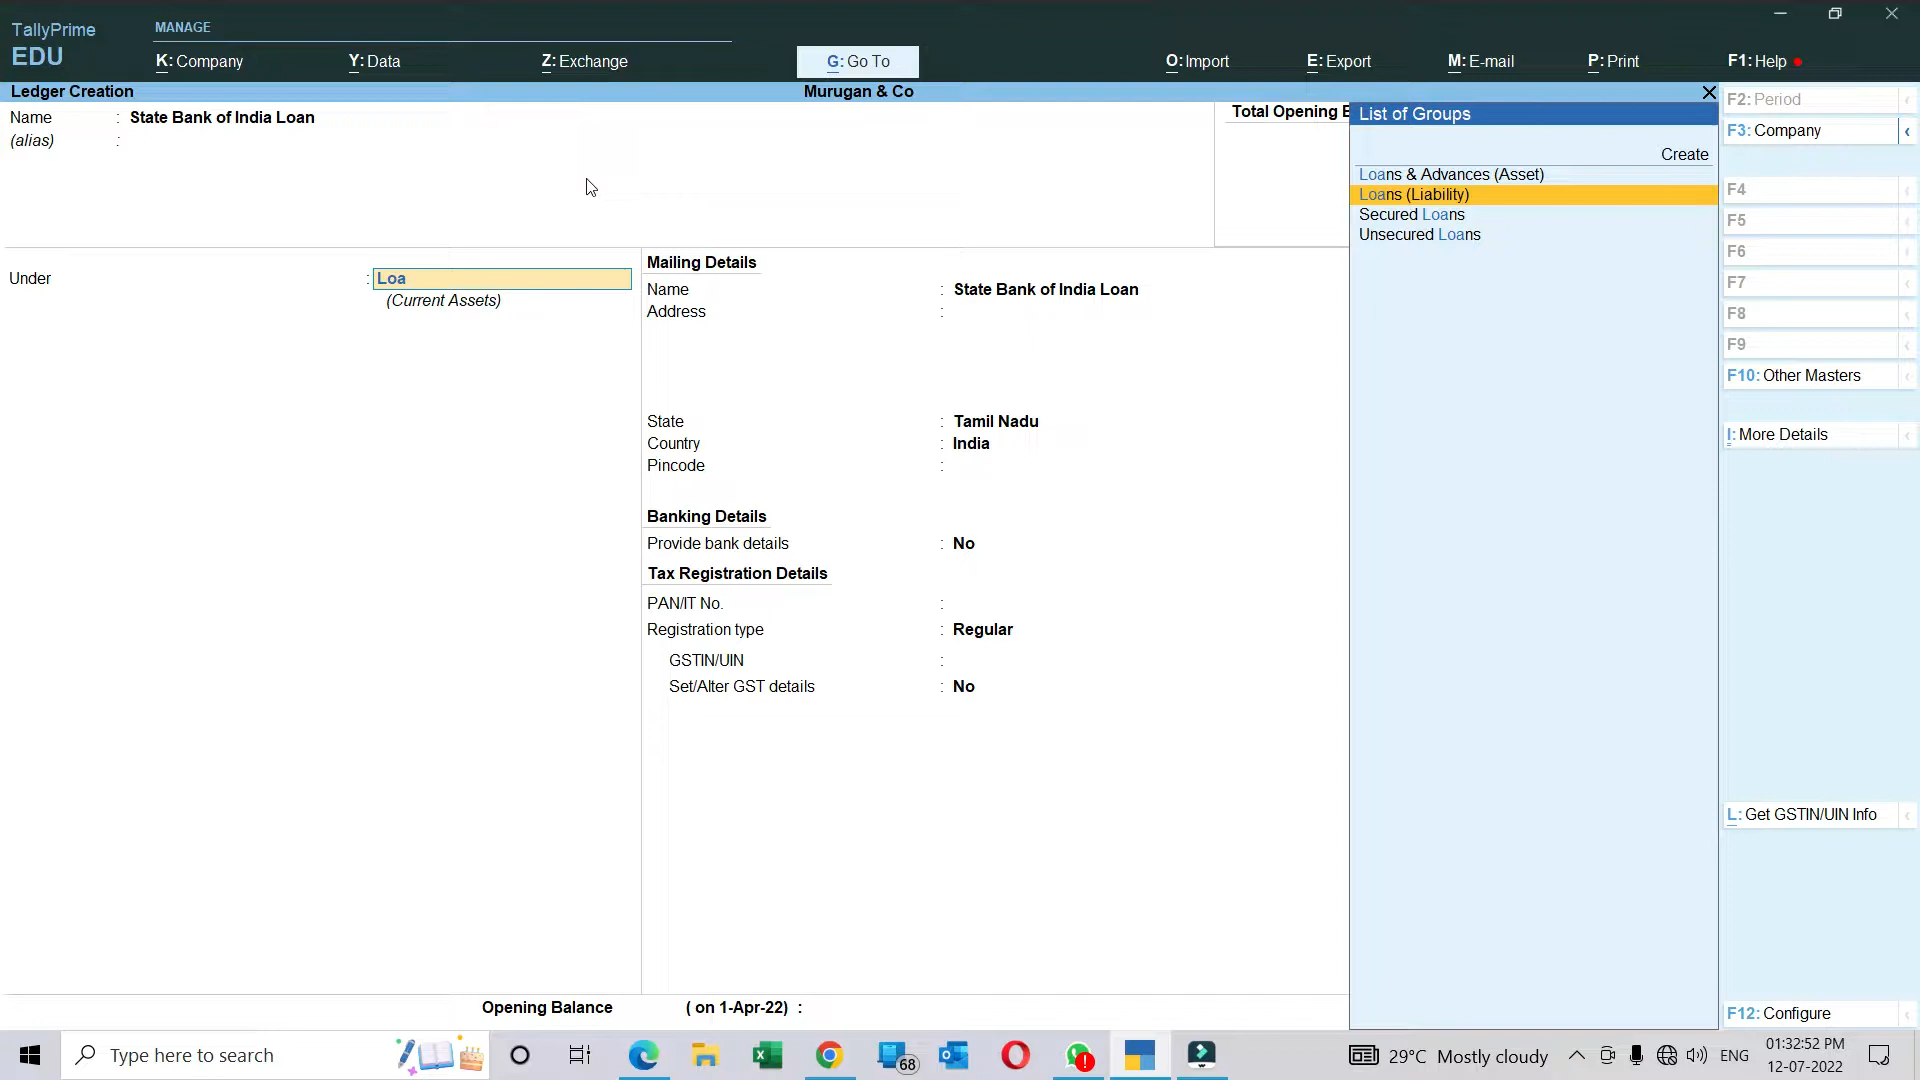 TallyPrime
EDU
MANAGE
K: Company
Y: Data
Z: Exchange
G: Go To
O: Import
E: Export
M: E-mail
P: Print
F1: Help
Ledger Creation
Murugan & Co
Name : State Bank of India Loan
(alias) :
Total Opening B
Under : Loa
(Current Assets)
Mailing Details
Name : State Bank of India Loan
Address :
State : Tamil Nadu
Country : India
Pincode :
Banking Details
Provide bank details : No
Tax Registration Details
PAN/IT No. :
Registration type : Regular
GSTIN/UIN :
Set/Alter GST details : No
Opening Balance ( on 1-Apr-22) :
List of Groups
Create
Loans & Advances (Asset)
Loans (Liability)
Secured Loans
Unsecured Loans
F2: Period
F3: Company
F4
F5
F6
F7
F8
F9
F10: Other Masters
I: More Details
L: Get GSTIN/UIN Info
F12: Configure
Type here to search
68
29°C Mostly cloudy
ENG
01:32:52 PM
12-07-2022